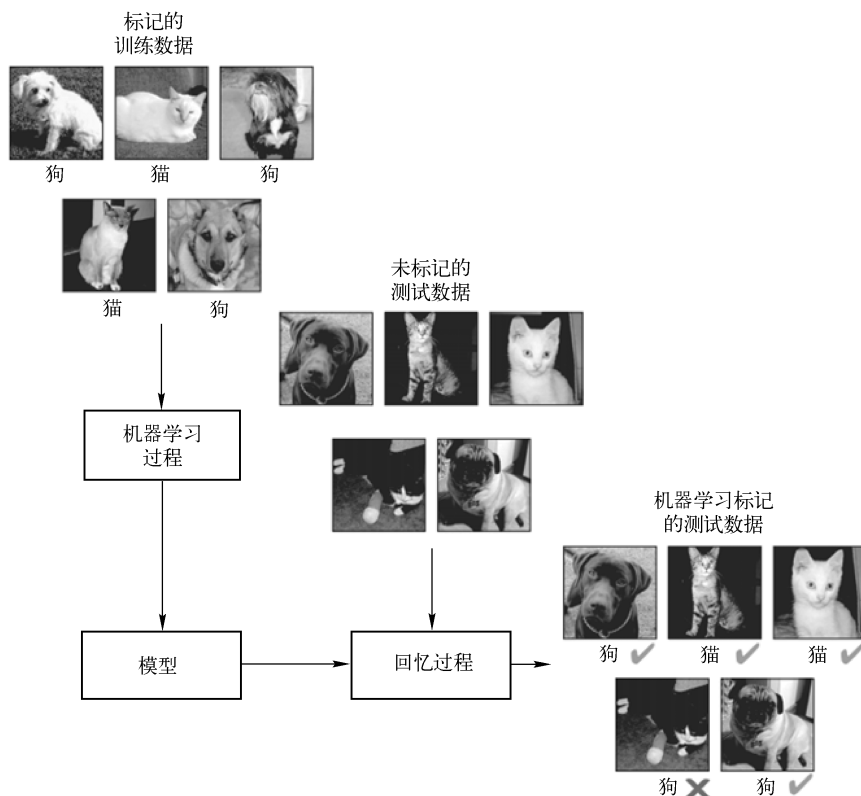 标记的
训练数据
狗
猫
狗
猫
狗
未标记的
测试数据
机器学习
过程
机器学习标记
的测试数据
模型
回忆过程
狗
猫
猫
狗
狗